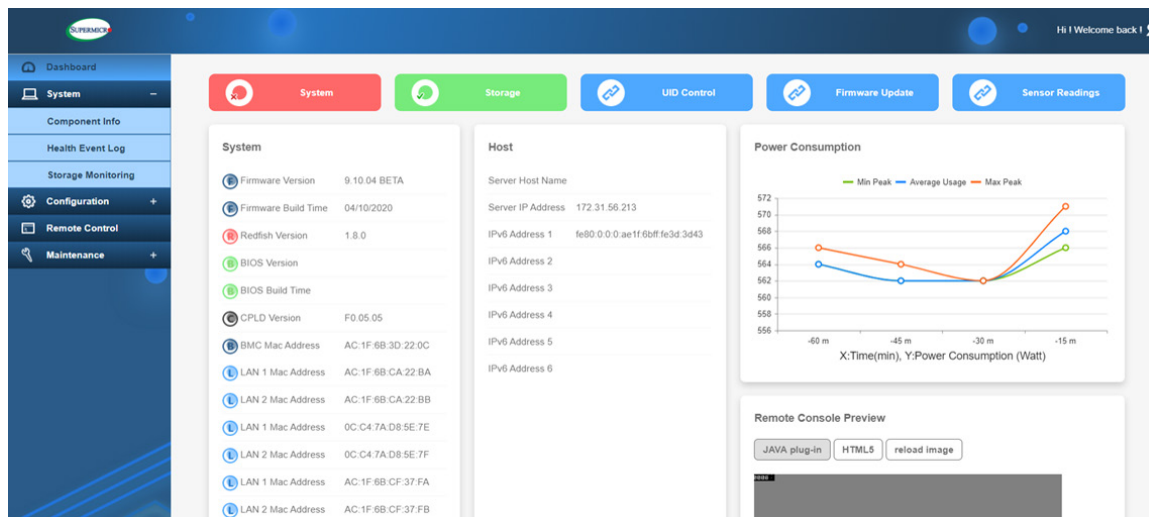 SUPERMICR
Hi ! Welcome back !
Dashboard
System
Component Info
Health Event Log
Storage Monitoring
Configuration
Remote Control
Maintenance
System
Storage
UID Control
Firmware Update
Sensor Readings
System
Firmware Version 9.10.04 BETA
Firmware Build Time 04/10/2020
Redfish Version 1.8.0
BIOS Version
BIOS Build Time
CPLD Version F0.05.05
BMC Mac Address AC:1F:6B:3D:22:0C
LAN 1 Mac Address AC:1F:6B:CA:22:BA
LAN 2 Mac Address AC:1F:6B:CA:22:BB
LAN 1 Mac Address 0C:C4:7A:D8:5E:7E
LAN 2 Mac Address 0C:C4:7A:D8:5E:7F
LAN 1 Mac Address AC:1F:6B:CF:37:FA
LAN 2 Mac Address AC:1F:6B:CF:37:FB
Host
Server Host Name
Server IP Address 172.31.56.213
IPv6 Address 1 fe80:0:0:0:ae1f:6bff:fe3d:3d43
IPv6 Address 2
IPv6 Address 3
IPv6 Address 4
IPv6 Address 5
IPv6 Address 6
Power Consumption
Min Peak Average Usage Max Peak
572
570
568
566
564
562
560
558
556
-60 m -45 m -30 m -15 m
X:Time(min), Y:Power Consumption (Watt)
Remote Console Preview
JAVA plug-in HTML5 reload image